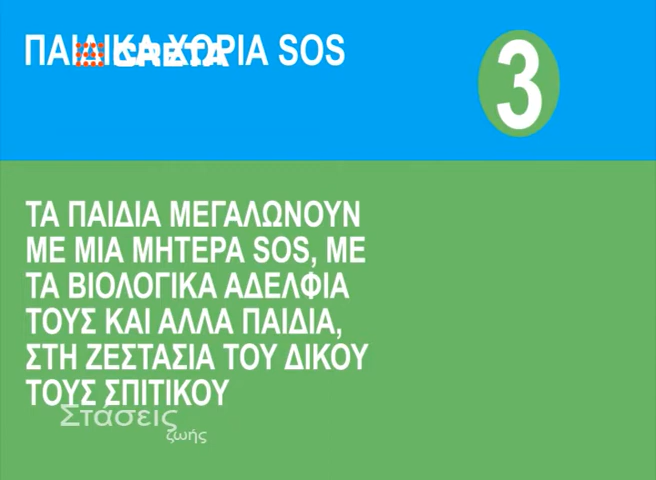 ΠΑΙΔΙΚΑ ΧΩΡΙΑ SOS
CRETA
3
ΤΑ ΠΑΙΔΙΑ ΜΕΓΑΛΩΝΟΥΝ
ΜΕ ΜΙΑ ΜΗΤΕΡΑ SOS, ΜΕ
ΤΑ ΒΙΟΛΟΓΙΚΑ ΑΔΕΛΦΙΑ
ΤΟΥΣ ΚΑΙ ΑΛΛΑ ΠΑΙΔΙΑ,
ΣΤΗ ΖΕΣΤΑΣΙΑ ΤΟΥ ΔΙΚΟΥ
ΤΟΥΣ ΣΠΙΤΙΚΟΥ
Στάσεις
ζωής